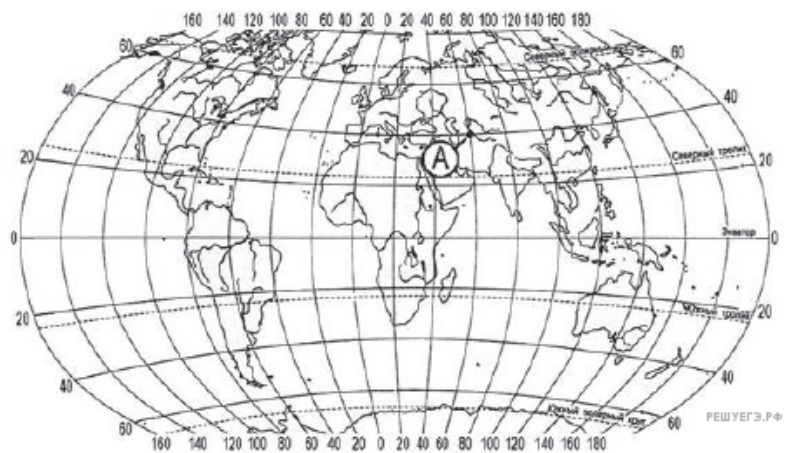 160 140 120 100 80 60 40 20 0 20 40 60 80 100 120 140 160 180
Северный полярный круг
60 60
40 40
А
Северный тропик
20 20
Экватор
0 0
Южный тропик
20 20
40 40
Южный полярный круг
60 60
РЕШУЕГЭ.РФ
160 140 120 100 80 60 40 20 0 20 40 60 80 100 120 140 160 180